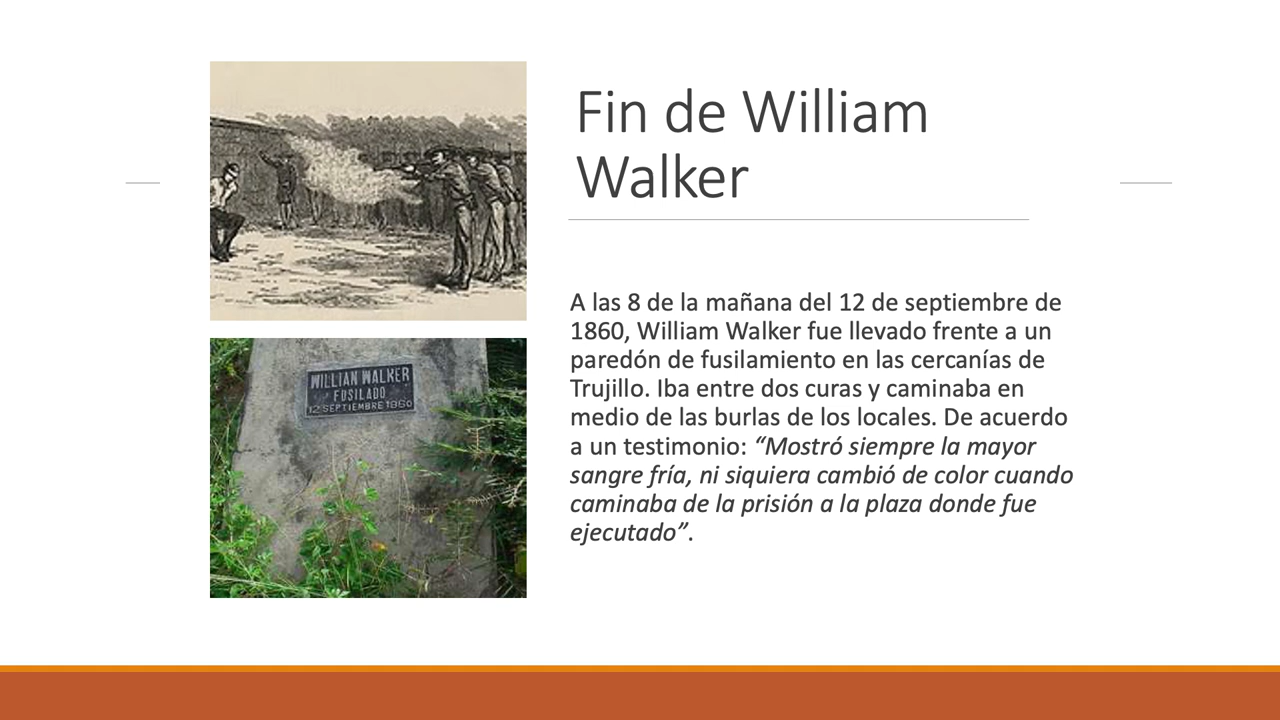 Fin de William
Walker
A las 8 de la mañana del 12 de septiembre de
1860, William Walker fue llevado frente a un
paredón de fusilamiento en las cercanías de
Trujillo. Iba entre dos curas y caminaba en
medio de las burlas de los locales. De acuerdo
a un testimonio: “Mostró siempre la mayor
sangre fría, ni siquiera cambió de color cuando
caminaba de la prisión a la plaza donde fue
ejecutado”.
WILLIAN WALKER
FUSILADO
12 SEPTIEMBRE 1860